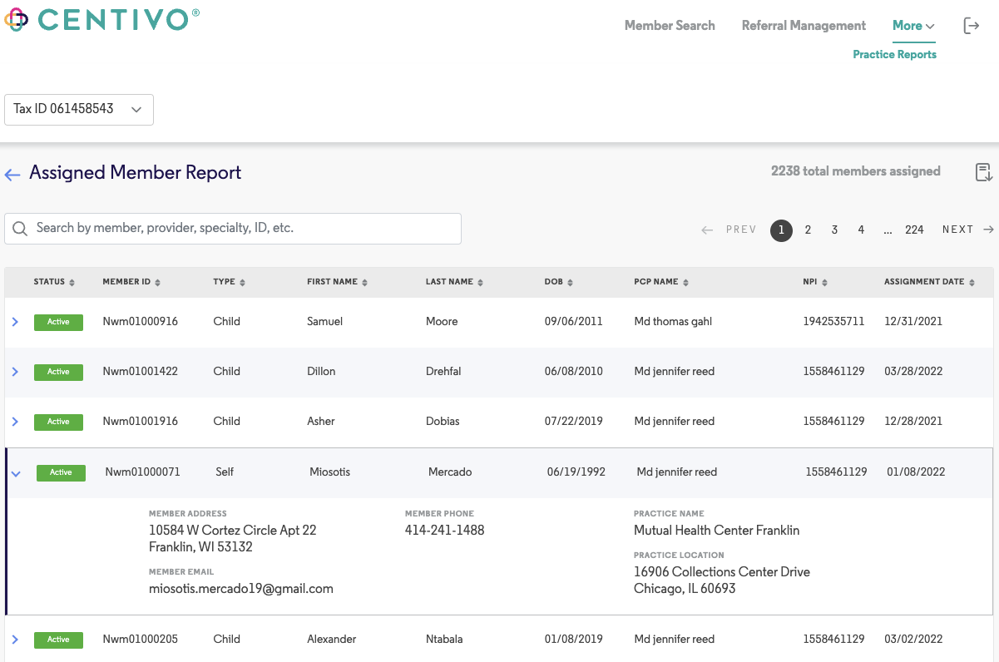 CENTIVO®
Member Search Referral Management More
Practice Reports
Tax ID 061458543
Assigned Member Report 2238 total members assigned
Search by member, provider, specialty, ID, etc. PREV 1 2 3 4 ... 224 NEXT
STATUS MEMBER ID TYPE FIRST NAME LAST NAME DOB PCP NAME NPI ASSIGNMENT DATE
Active Nwm01000916 Child Samuel Moore 09/06/2011 Md thomas gahl 1942535711 12/31/2021
Active Nwm01001422 Child Dillon Drehfal 06/08/2010 Md jennifer reed 1558461129 03/28/2022
Active Nwm01001916 Child Asher Dobias 07/22/2019 Md jennifer reed 1558461129 12/28/2021
Active Nwm01000071 Self Miosotis Mercado 06/19/1992 Md jennifer reed 1558461129 01/08/2022
MEMBER ADDRESS MEMBER PHONE PRACTICE NAME
10584 W Cortez Circle Apt 22 414-241-1488 Mutual Health Center Franklin
Franklin, WI 53132
PRACTICE LOCATION
MEMBER EMAIL 16906 Collections Center Drive
miosotis.mercado19@gmail.com Chicago, IL 60693
Active Nwm01000205 Child Alexander Ntabala 01/08/2019 Md jennifer reed 1558461129 03/02/2022